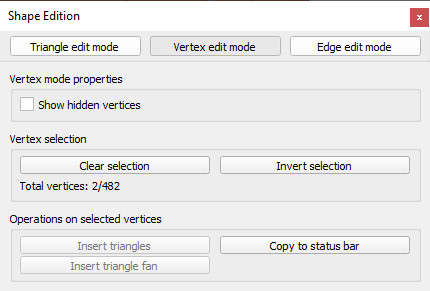 Shape Edition
x
Triangle edit mode Vertex edit mode Edge edit mode
Vertex mode properties
Show hidden vertices
Vertex selection
Clear selection Invert selection
Total vertices: 2/482
Operations on selected vertices
Insert triangles Copy to status bar
Insert triangle fan